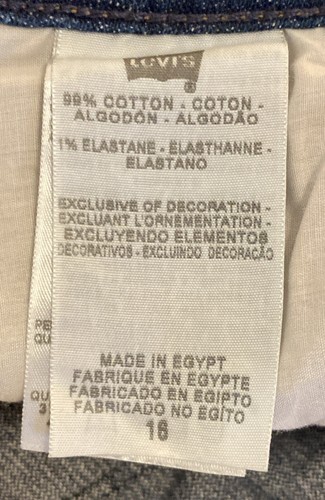 LEVI'S
®
99% COTTON - COTON -
ALGODÓN - ALGODÃO
1% ELASTANE - ELASTHANNE -
ELASTANO
EXCLUSIVE OF DECORATION -
EXCLUANT L'ORNEMENTATION -
EXCLUYENDO ELEMENTOS
DECORATIVOS - EXCLUINDO DECORAÇÃO
MADE IN EGYPT
FABRIQUE EN EGYPTE
FABRICADO EN EGIPTO
FABRICADO NO EGÍTO
16